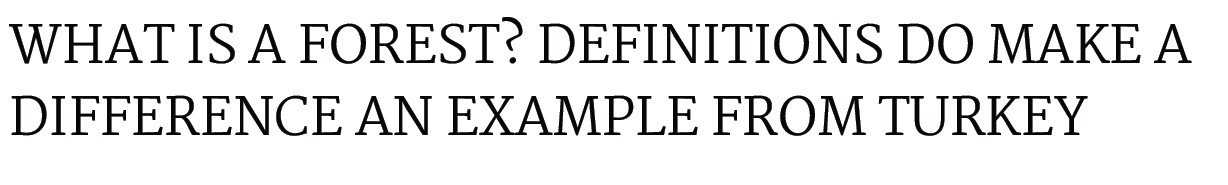 WHAT IS A FOREST? DEFINITIONS DO MAKE A
DIFFERENCE AN EXAMPLE FROM TURKEY